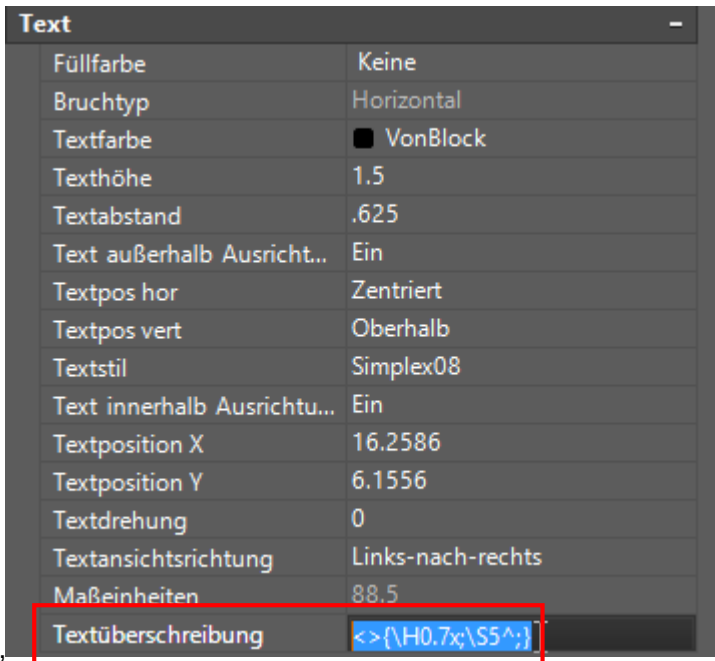 Text –
Füllfarbe Keine
Bruchtyp Horizontal
Textfarbe VonBlock
Texthöhe 1.5
Textabstand .625
Text außerhalb Ausricht... Ein
Textpos hor Zentriert
Textpos vert Oberhalb
Textstil Simplex08
Text innerhalb Ausrichtu... Ein
Textposition X 16.2586
Textposition Y 6.1556
Textdrehung 0
Textansichtsrichtung Links-nach-rechts
Maßeinheiten 88.5
Textüberschreibung <>{\H0.7x;\S5^;}
,